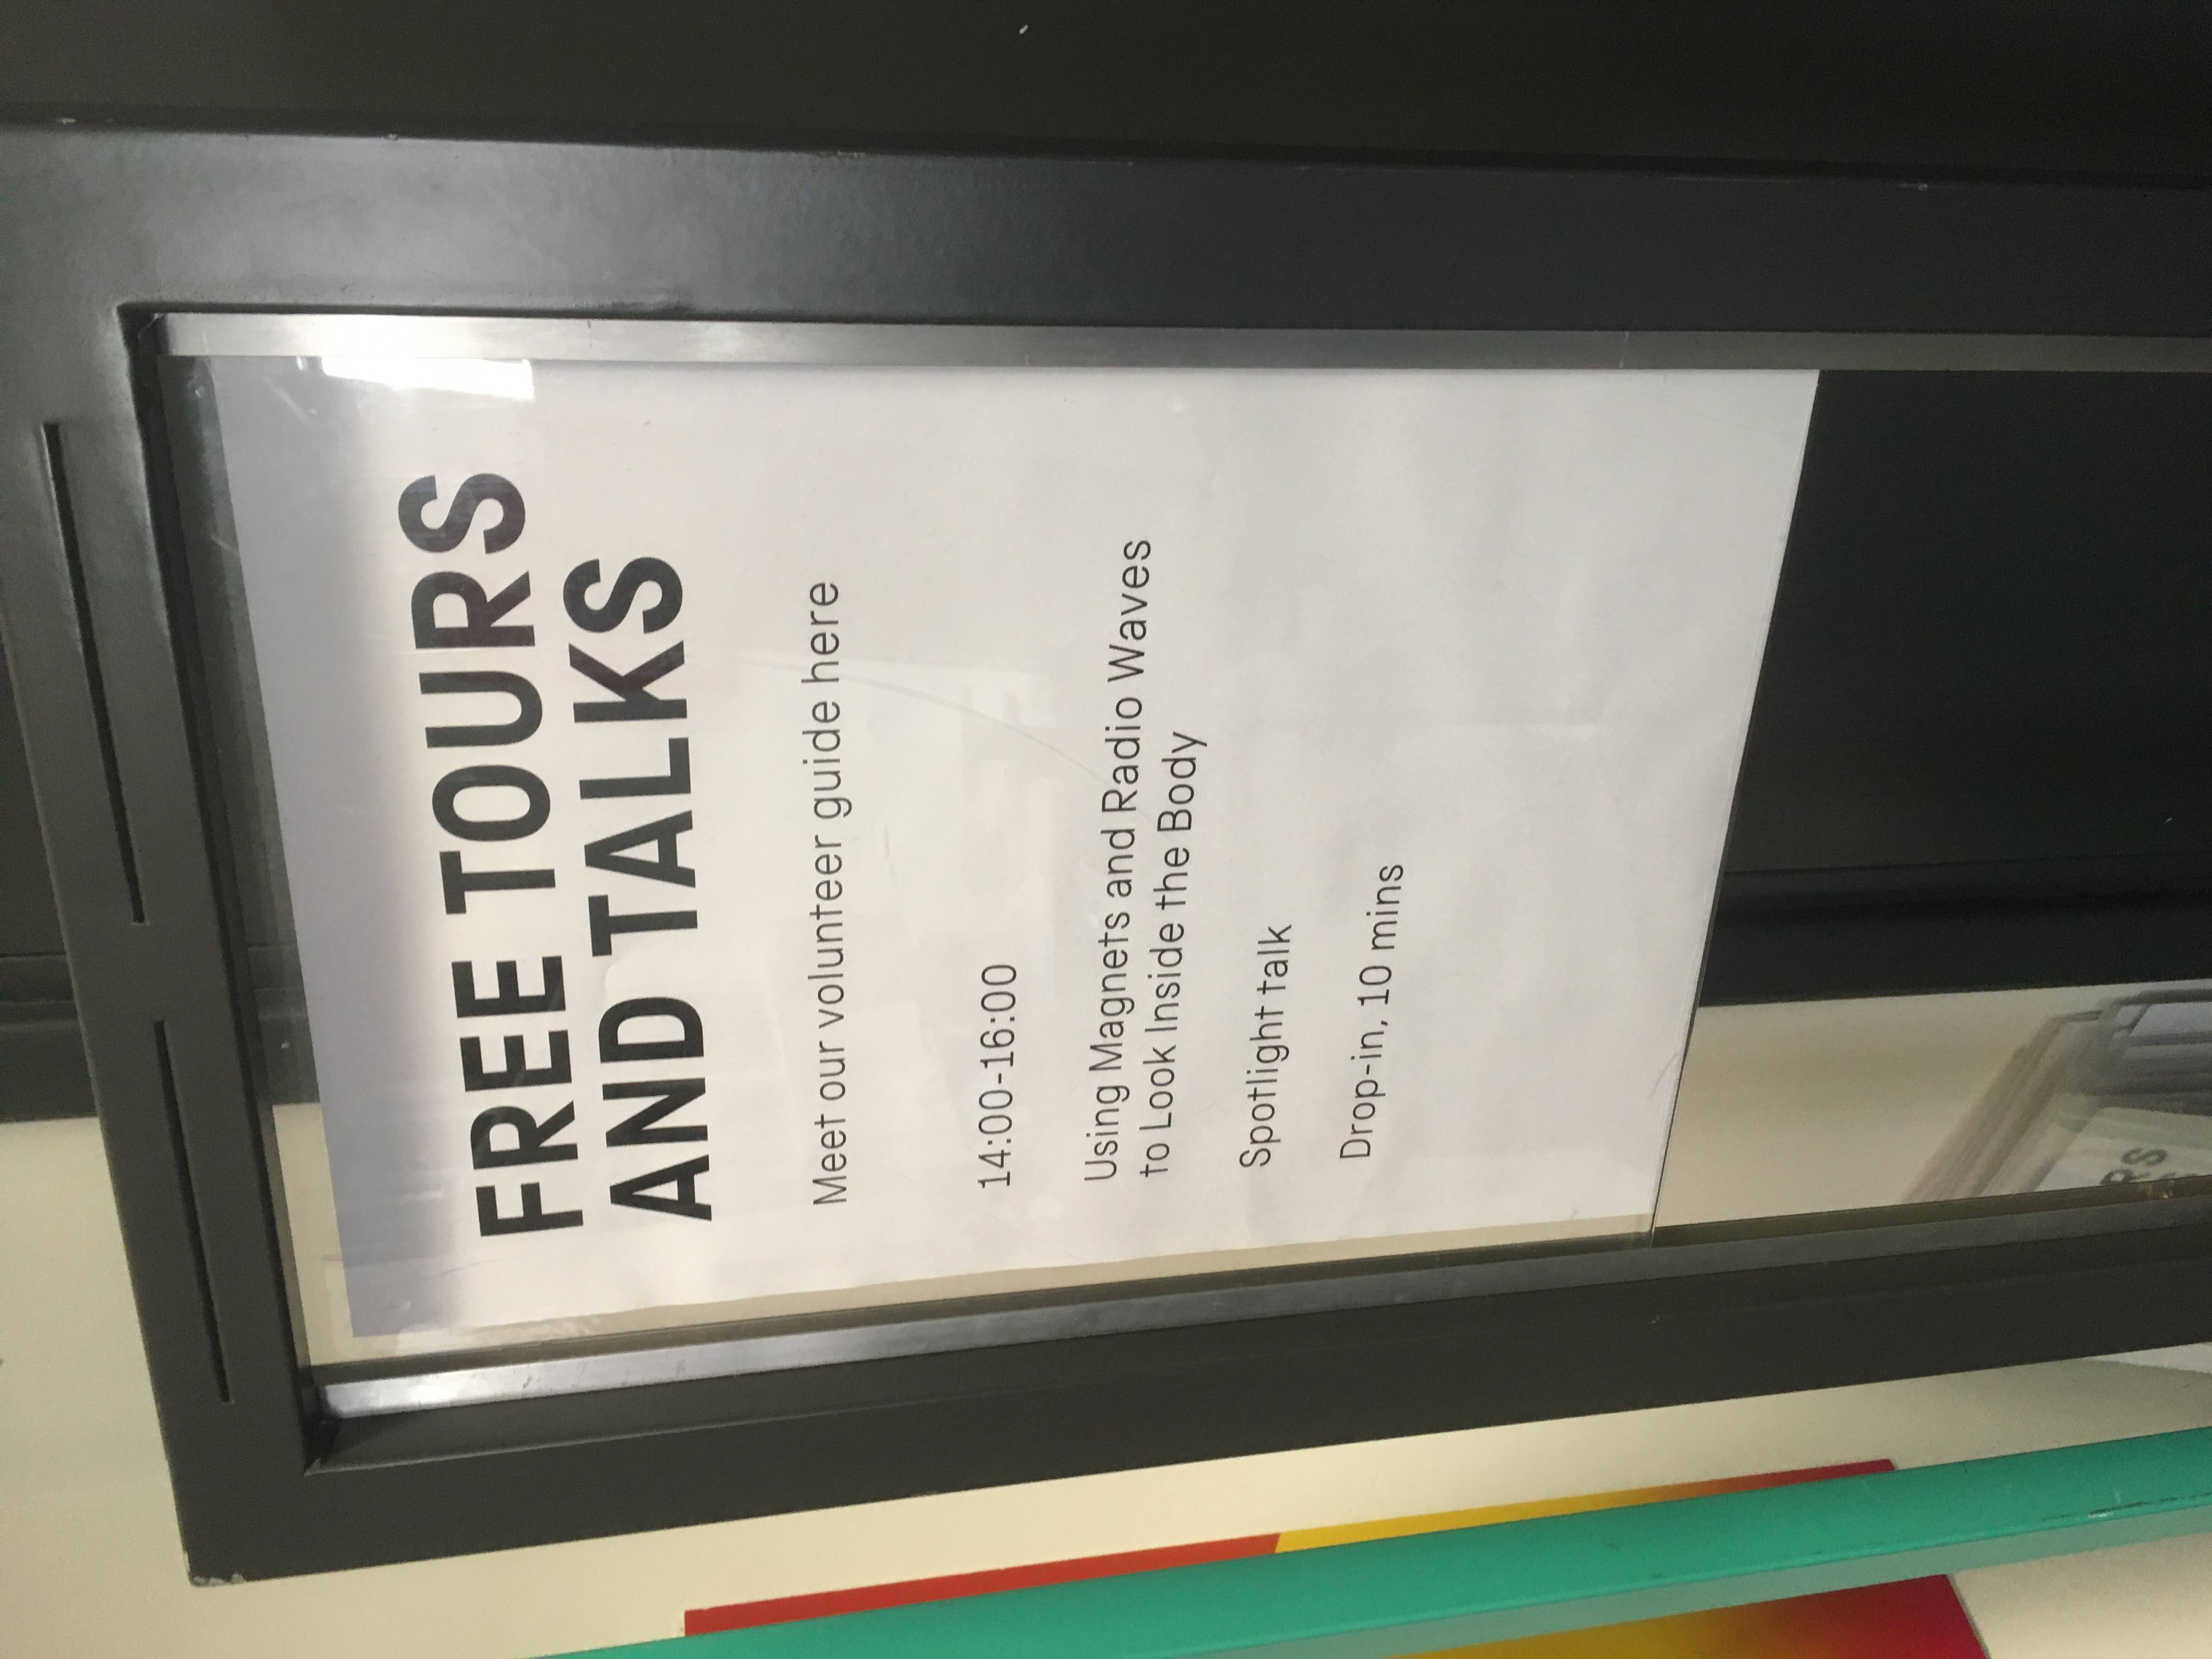 FREE TOURS
AND TALKS
Meet our volunteer guide here
14:00-16:00
Using Magnets and Radio Waves
to Look Inside the Body
Spotlight talk
Drop-in, 10 mins
RS